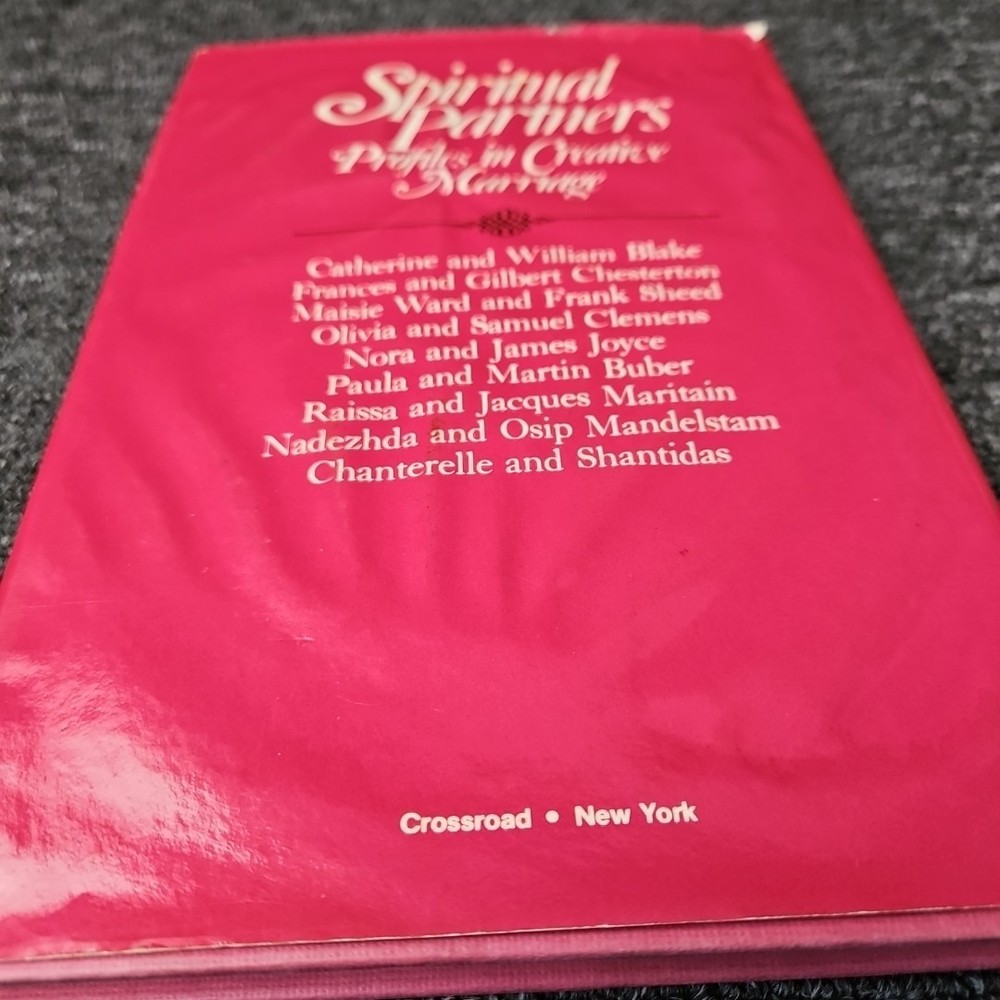 Spiritual
Partners
Profiles in Creative
Marriage
Catherine and William Blake
Frances and Gilbert Chesterton
Maisie Ward and Frank Sheed
Olivia and Samuel Clemens
Nora and James Joyce
Paula and Martin Buber
Raissa and Jacques Maritain
Nadezhda and Osip Mandelstam
Chanterelle and Shantidas
Crossroad • New York